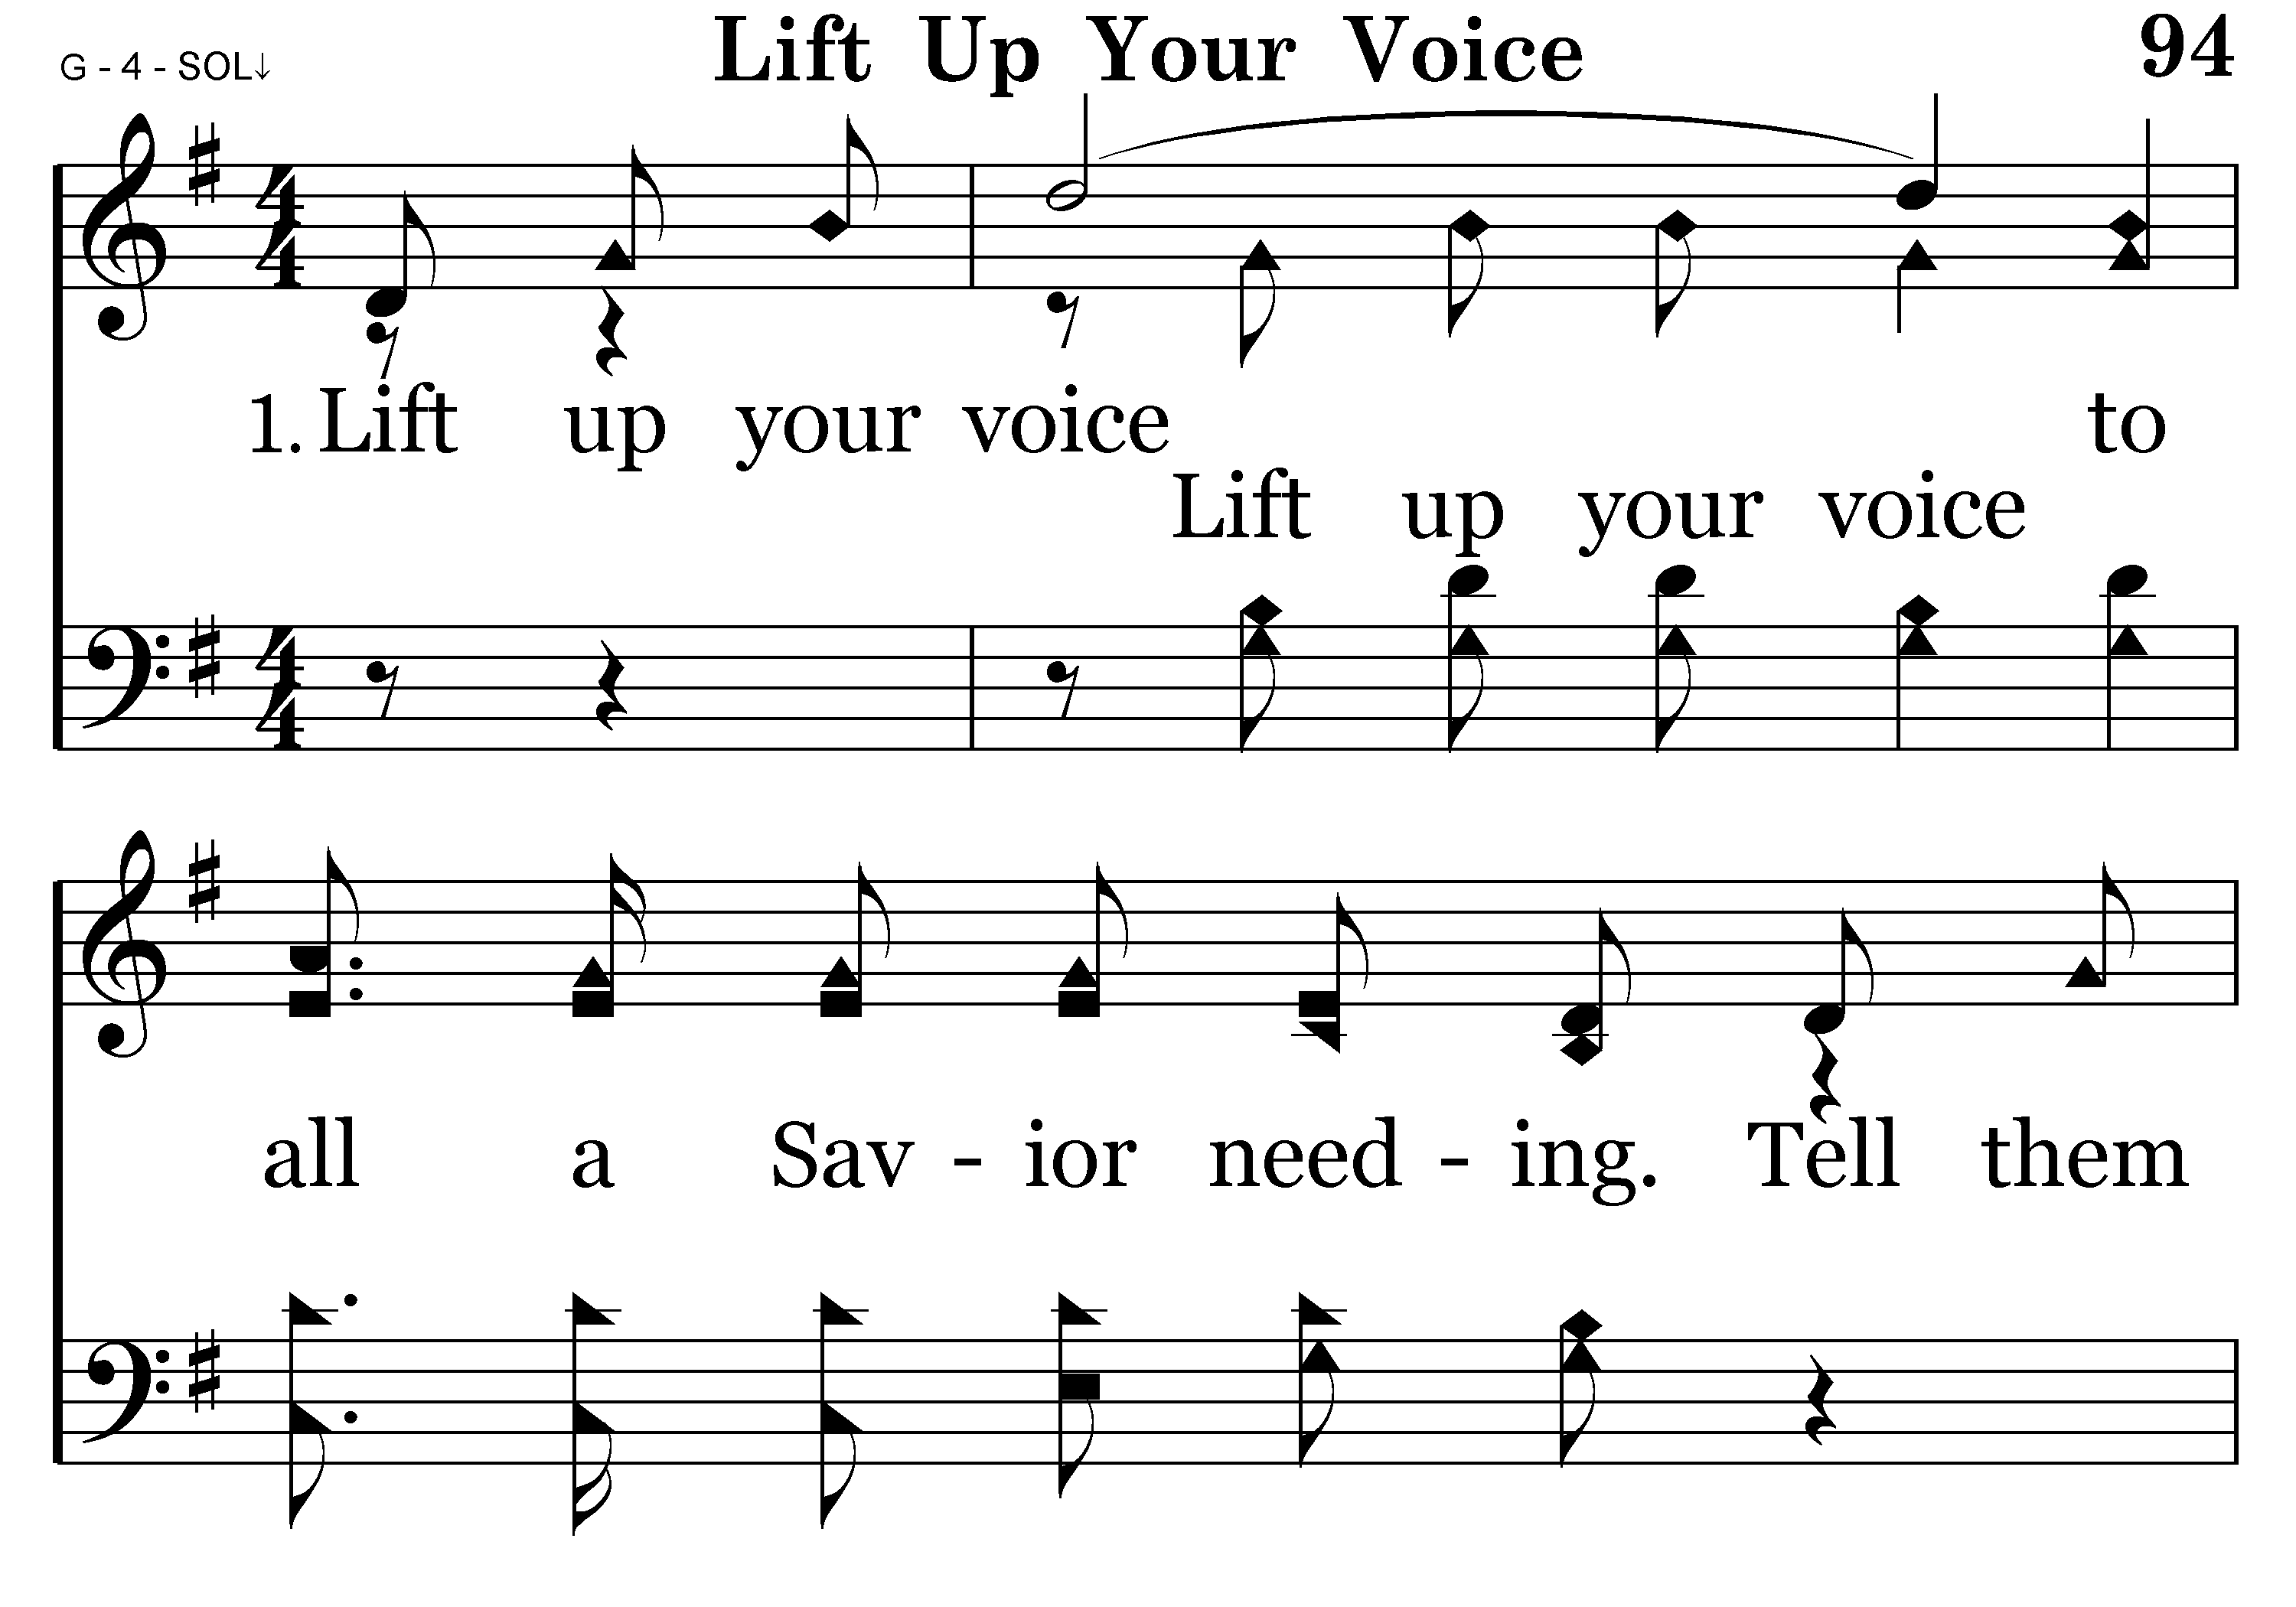 G - 4 - SOL↓ Lift Up Your Voice 94
1. Lift up your voice to
Lift up your voice
all a Sav - ior need - ing. Tell them